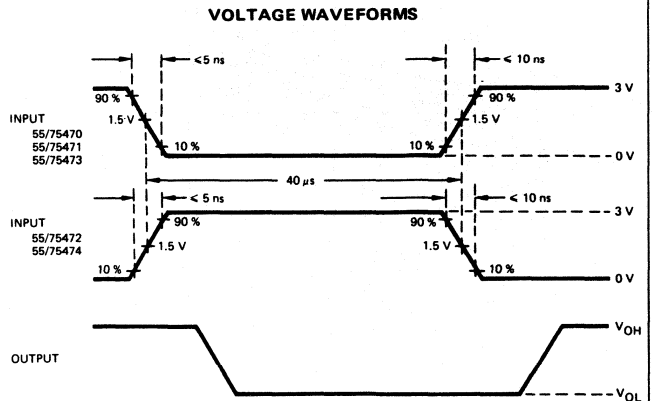 VOLTAGE WAVEFORMS
≤5 ns
≤ 10 ns
3 V
90 %
90 %
INPUT
1.5 V
1.5 V
55/75470
55/75471
10 %
10 %
55/75473
0 V
40 μs
≤ 5 ns
≤ 10 ns
3 V
INPUT
90 %
90 %
55/75472
1.5 V
1.5 V
55/75474
10 %
10 %
0 V
VOH
OUTPUT
VOL